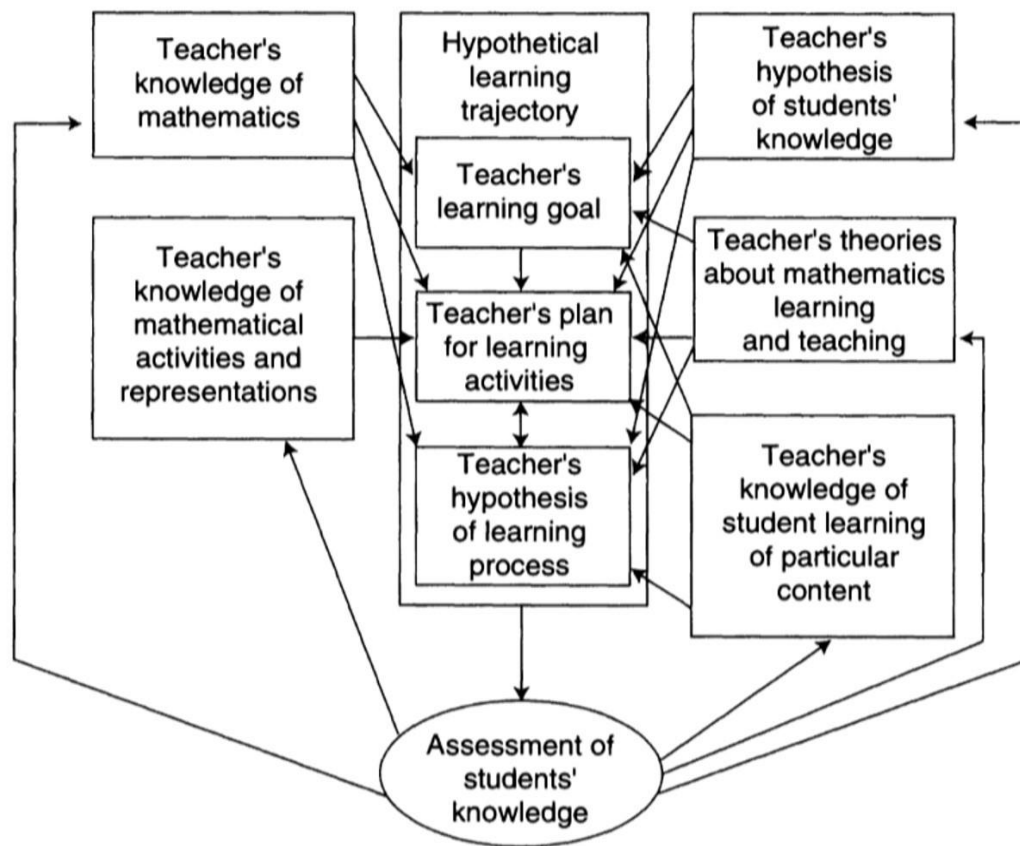 Teacher's
knowledge of
mathematics
Hypothetical
learning
trajectory
Teacher's
hypothesis
of students'
knowledge
Teacher's
learning goal
Teacher's
knowledge of
mathematical
activities and
representations
Teacher's plan
for learning
activities
Teacher's theories
about mathematics
learning
and teaching
Teacher's
hypothesis
of learning
process
Teacher's
knowledge of
student learning
of particular
content
Assessment of
students'
knowledge